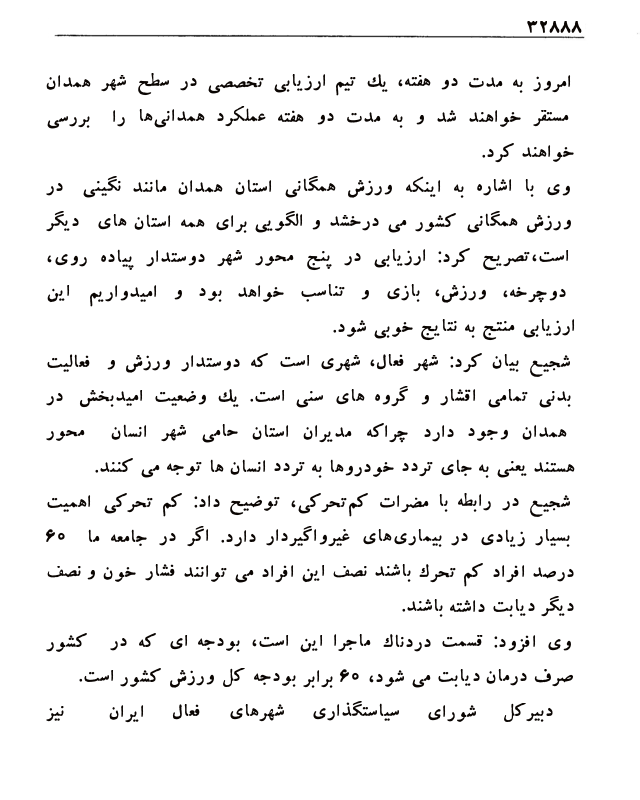 ۳۲۸۸۸
امروز به مدت دو هفته، یك تیم ارزیابی تخصصی در سطح شهر همدان
مستقر خواهند شد و به مدت دو هفته عملکرد همدانی‌ها را بررسی
خواهند کرد.
وی با اشاره به اینکه ورزش همگانی استان همدان مانند نگینی در
ورزش همگانی کشور می درخشد و الگویی برای همه استان های دیگر
است،تصریح کرد: ارزیابی در پنج محور شهر دوستدار پیاده روی،
دوچرخه، ورزش، بازی و تناسب خواهد بود و امیدواریم این
ارزیابی منتج به نتایج خوبی شود.
شجیع بیان کرد: شهر فعال، شهری است که دوستدار ورزش و فعالیت
بدنی تمامی اقشار و گروه های سنی است. یك وضعیت امیدبخش در
همدان وجود دارد چراکه مدیران استان حامی شهر انسان محور
هستند یعنی به جای تردد خودروها به تردد انسان ها توجه می کنند.
شجیع در رابطه با مضرات کم‌تحرکی، توضیح داد: کم تحرکی اهمیت
بسیار زیادی در بیماری‌های غیرواگیردار دارد. اگر در جامعه ما ۶۰
درصد افراد کم تحرك باشند نصف این افراد می توانند فشار خون و نصف
دیگر دیابت داشته باشند.
وی افزود: قسمت دردناك ماجرا این است، بودجه ای که در کشور
صرف درمان دیابت می شود، ۶۰ برابر بودجه کل ورزش کشور است.
دبیرکل شورای سیاستگذاری شهرهای فعال ایران نیز